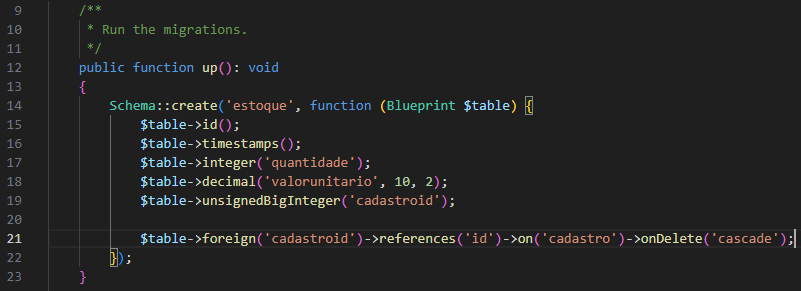 9 /**
10 * Run the migrations.
11 */
12 public function up(): void
13 {
14 Schema::create('estoque', function (Blueprint $table) {
15 $table->id();
16 $table->timestamps();
17 $table->integer('quantidade');
18 $table->decimal('valorunitario', 10, 2);
19 $table->unsignedBigInteger('cadastroid');
20
21 $table->foreign('cadastroid')->references('id')->on('cadastro')->onDelete('cascade');
22 });
23 }